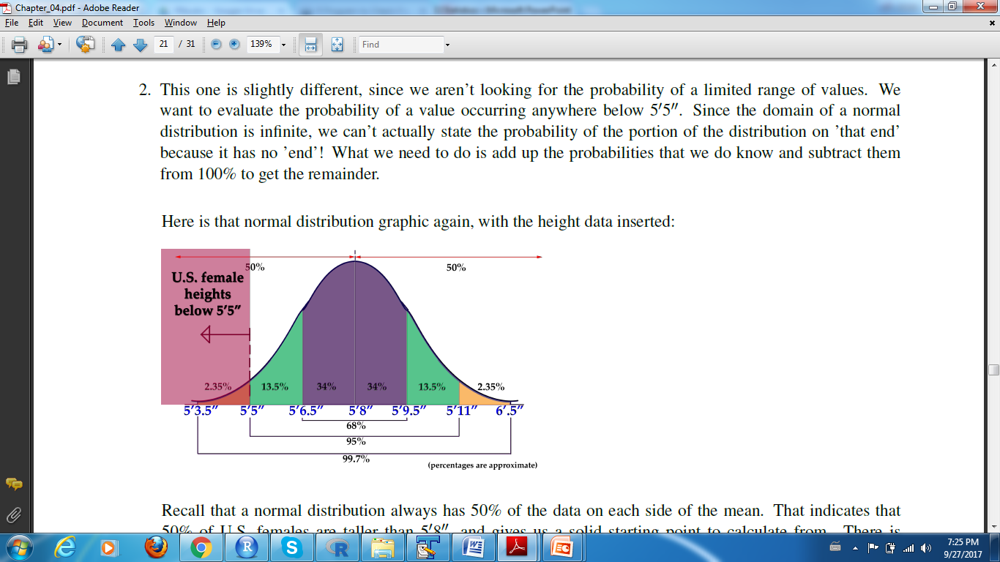 Chapter_04.pdf - Adobe Reader
File Edit View Document Tools Window Help
21 / 31 139% Find
2. This one is slightly different, since we aren't looking for the probability of a limited range of values. We
want to evaluate the probability of a value occurring anywhere below 5′5″. Since the domain of a normal
distribution is infinite, we can't actually state the probability of the portion of the distribution on 'that end'
because it has no 'end'! What we need to do is add up the probabilities that we do know and subtract them
from 100% to get the remainder.
Here is that normal distribution graphic again, with the height data inserted:
50% 50%
U.S. female
heights
below 5′5″
2.35% 13.5% 34% 34% 13.5% 2.35%
5′3.5″ 5′5″ 5′6.5″ 5′8″ 5′9.5″ 5′11″ 6′.5″
68%
95%
99.7%
(percentages are approximate)
Recall that a normal distribution always has 50% of the data on each side of the mean. That indicates that
50% of U.S. females are taller than 5′8″, and gives us a solid starting point to calculate from. There is
7:25 PM
9/27/2017